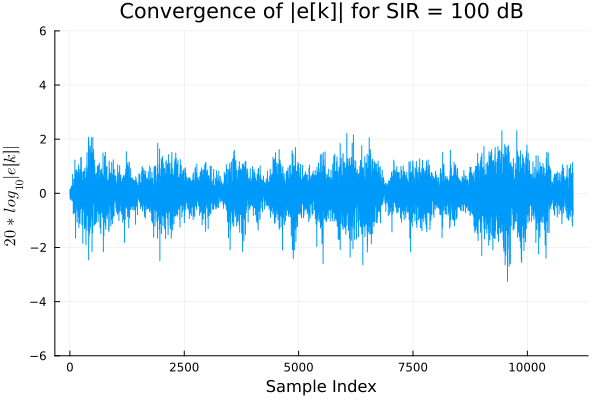 Convergence of |e[k]| for SIR = 100 dB
6
4
2
0
−2
−4
−6
20 * log₁₀|e[k]|
0 2500 5000 7500 10000
Sample Index